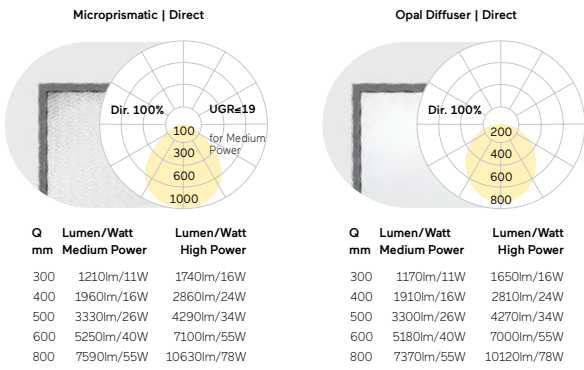 Microprismatic | Direct
Dir. 100%
UGR≤19
for Medium
Power
100
300
600
1000
Q Lumen/Watt Lumen/Watt
mm Medium Power High Power
300 1210lm/11W 1740lm/16W
400 1960lm/16W 2860lm/24W
500 3330lm/26W 4290lm/34W
600 5250lm/40W 7100lm/55W
800 7590lm/55W 10630lm/78W
Opal Diffuser | Direct
Dir. 100%
200
400
600
800
Q Lumen/Watt Lumen/Watt
mm Medium Power High Power
300 1170lm/11W 1650lm/16W
400 1910lm/16W 2810lm/24W
500 3300lm/26W 4270lm/34W
600 5180lm/40W 7000lm/55W
800 7370lm/55W 10120lm/78W